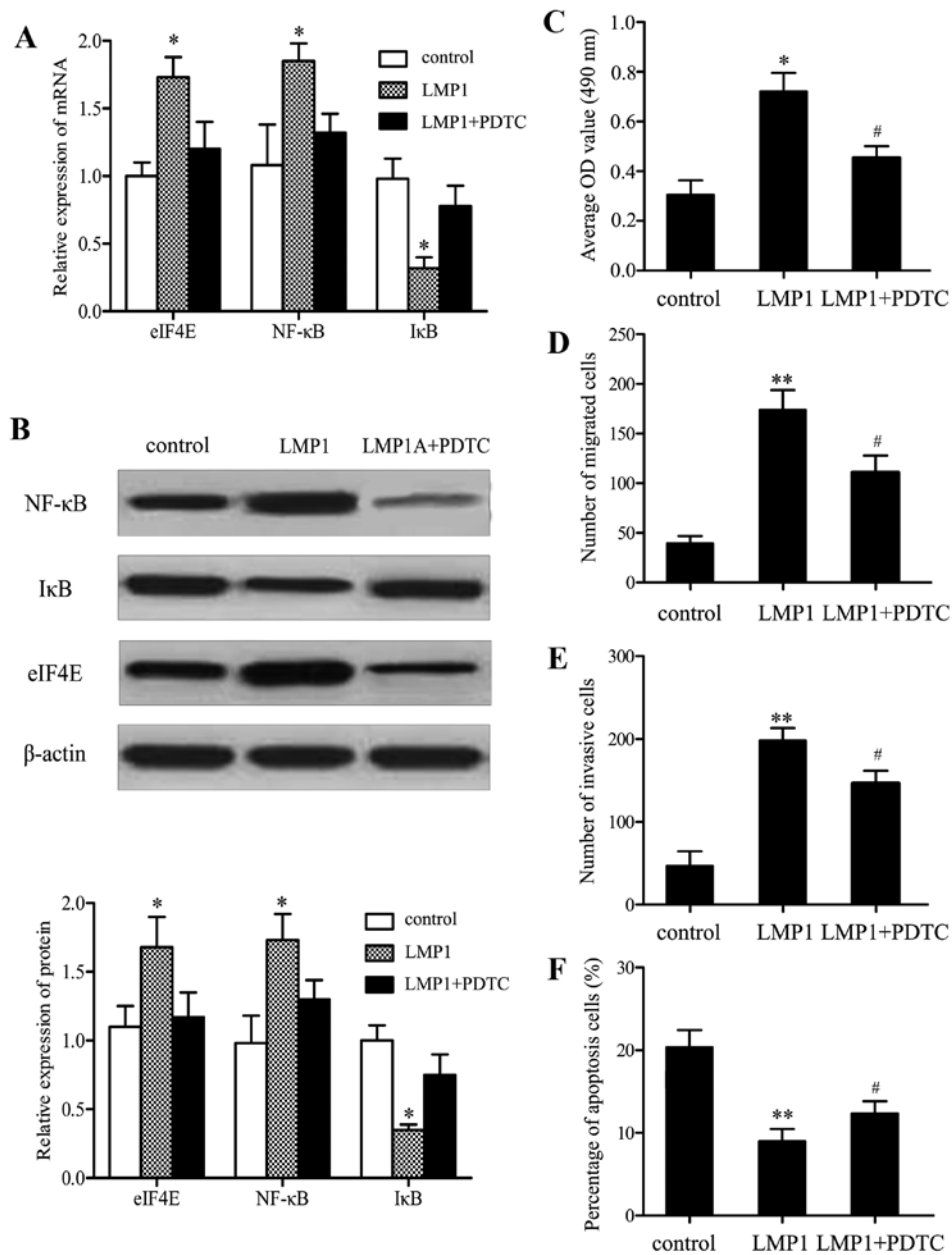 A
Relative expression of mRNA
2.0
1.5
1.0
0.5
0.0
*
*
*
control
LMP1
LMP1+PDTC
eIF4E
NF-κB
IκB
B
control
LMP1
LMP1A+PDTC
NF-κB
IκB
eIF4E
β-actin
Relative expression of protein
2.0
1.5
1.0
0.5
0.0
*
*
*
control
LMP1
LMP1+PDTC
eIF4E
NF-κB
IκB
C
Average OD value (490 nm)
1.0
0.8
0.6
0.4
0.2
0.0
*
#
control
LMP1
LMP1+PDTC
D
Number of migrated cells
250
200
150
100
50
0
**
#
control
LMP1
LMP1+PDTC
E
Number of invasive cells
300
200
100
0
**
#
control
LMP1
LMP1+PDTC
F
Percentage of apoptosis cells (%)
30
20
10
0
**
#
control
LMP1
LMP1+PDTC